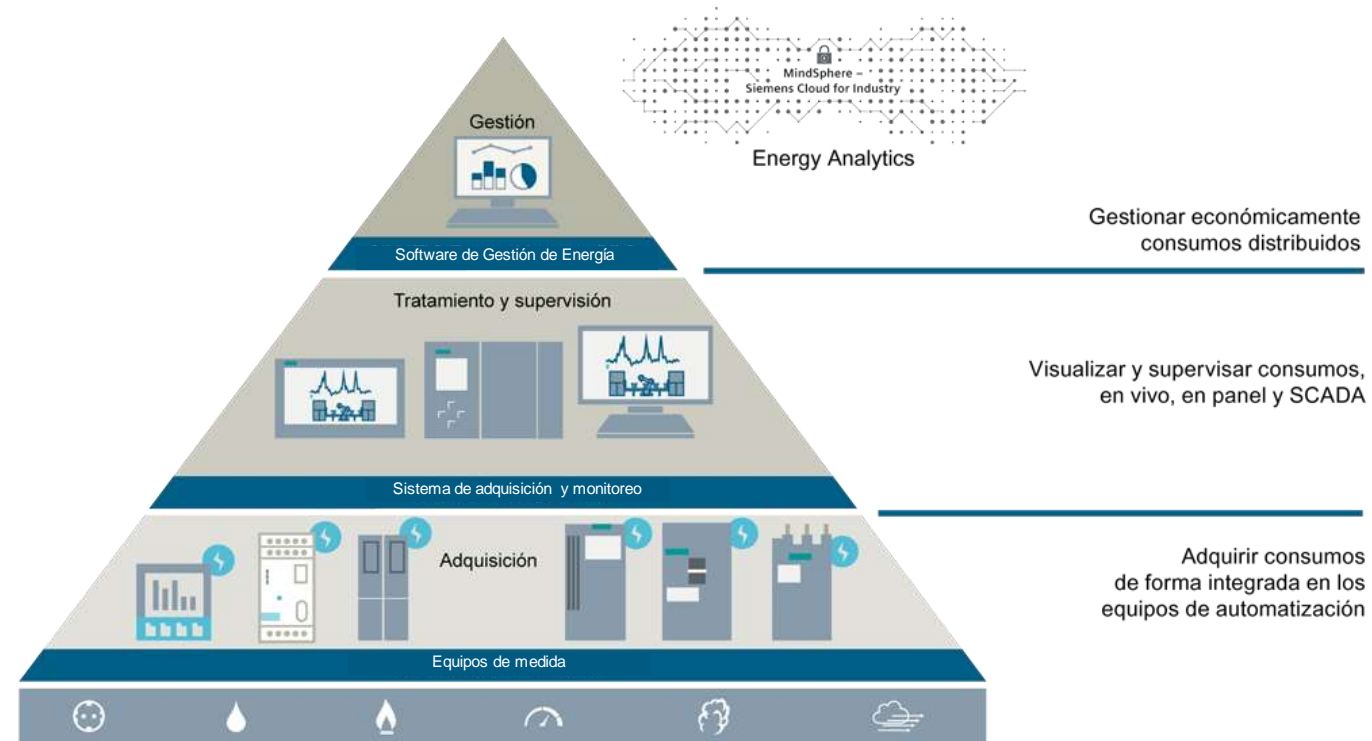 MindSphere –
Siemens Cloud for Industry
Energy Analytics
Gestión
Software de Gestión de Energía
Gestionar económicamente
consumos distribuidos
Tratamiento y supervisión
Visualizar y supervisar consumos,
en vivo, en panel y SCADA
Sistema de adquisición y monitoreo
Adquisición
Adquirir consumos
de forma integrada en los
equipos de automatización
Equipos de medida